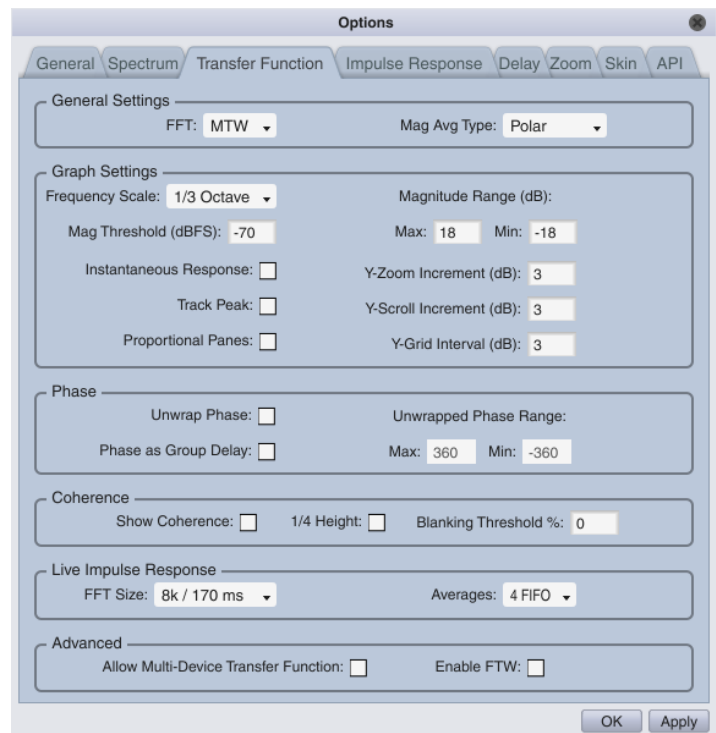 Options
General Spectrum Transfer Function Impulse Response Delay Zoom Skin API
General Settings
FFT: MTW Mag Avg Type: Polar
Graph Settings
Frequency Scale: 1/3 Octave Magnitude Range (dB):
Mag Threshold (dBFS): -70 Max: 18 Min: -18
Instantaneous Response: Y-Zoom Increment (dB): 3
Track Peak: Y-Scroll Increment (dB): 3
Proportional Panes: Y-Grid Interval (dB): 3
Phase
Unwrap Phase: Unwrapped Phase Range:
Phase as Group Delay: Max: 360 Min: -360
Coherence
Show Coherence: 1/4 Height: Blanking Threshold %: 0
Live Impulse Response
FFT Size: 8k / 170 ms Averages: 4 FIFO
Advanced
Allow Multi-Device Transfer Function: Enable FTW:
OK Apply